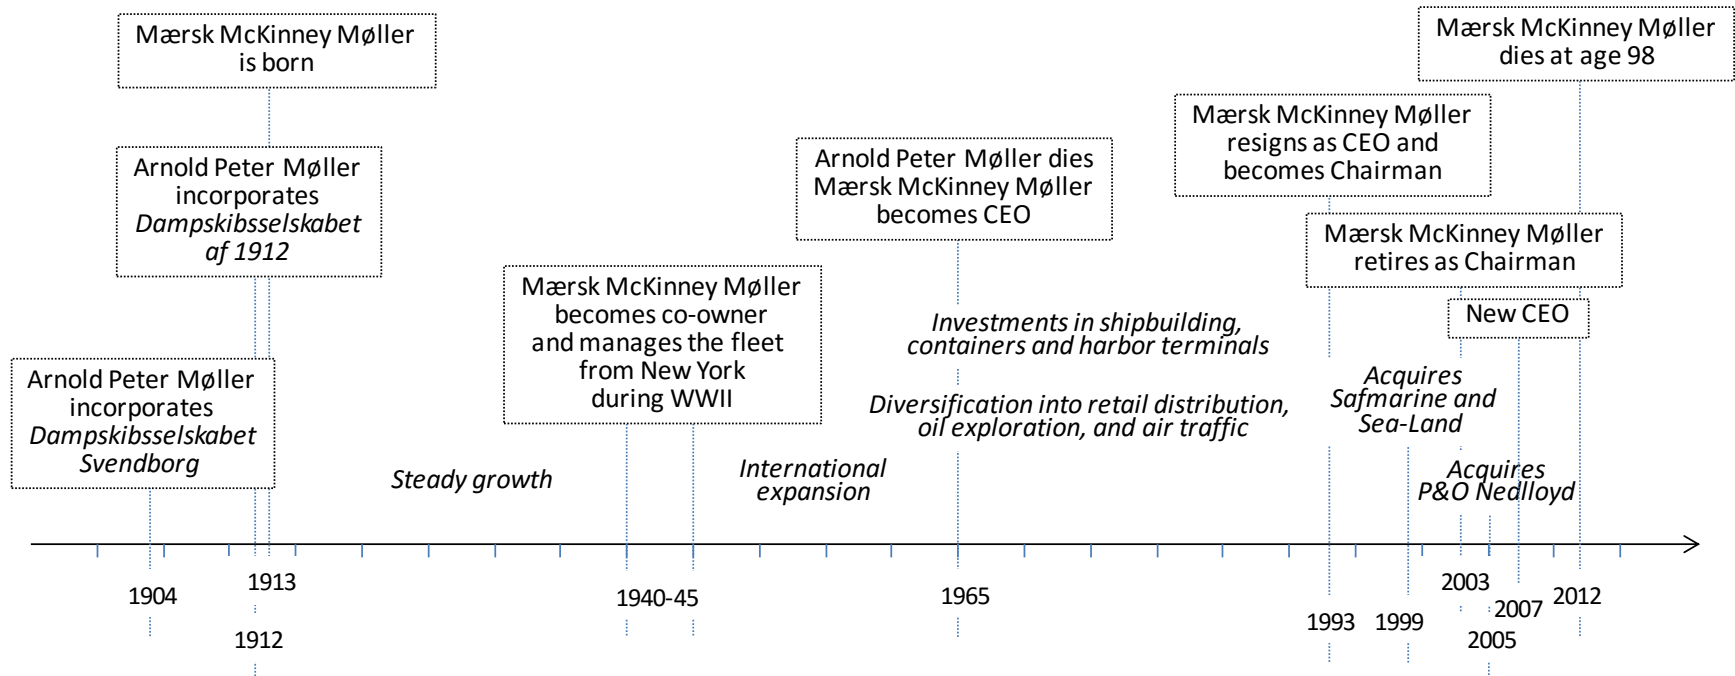 Mærsk McKinney Møller
is born
Mærsk McKinney Møller
dies at age 98
Mærsk McKinney Møller
resigns as CEO and
becomes Chairman
Arnold Peter Møller
incorporates
Dampskibsselskabet
af 1912
Arnold Peter Møller dies
Mærsk McKinney Møller
becomes CEO
Mærsk McKinney Møller
retires as Chairman
Mærsk McKinney Møller
becomes co-owner
and manages the fleet
from New York
during WWII
New CEO
Investments in shipbuilding,
containers and harbor terminals
Arnold Peter Møller
incorporates
Dampskibsselskabet
Svendborg
Acquires
Safmarine and
Sea-Land
Diversification into retail distribution,
oil exploration, and air traffic
Steady growth
International
expansion
Acquires
P&O Nedlloyd
1904
1912
1913
1940-45
1965
1993
1999
2003
2005
2007
2012